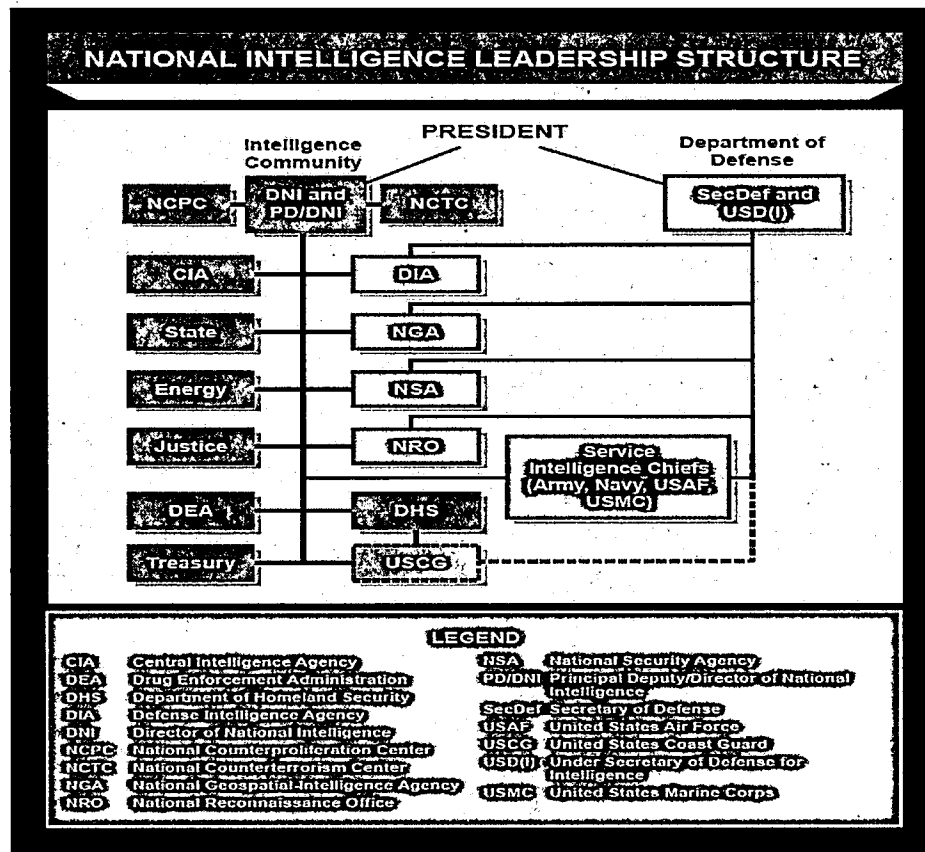 NATIONAL INTELLIGENCE LEADERSHIP STRUCTURE
PRESIDENT
Intelligence
Community
Department of
Defense
NCPC
DNI and
PD/DNI
NCTC
SecDef and
USD(I)
CIA
DIA
State
NGA
Energy
NSA
Justice
NRO
Service
Intelligence Chiefs
(Army, Navy, USAF,
USMC)
DEA
DHS
Treasury
USCG
LEGEND
CIA Central Intelligence Agency
DEA Drug Enforcement Administration
DHS Department of Homeland Security
DIA Defense Intelligence Agency
DNI Director of National Intelligence
NCPC National Counterproliferation Center
NCTC National Counterterrorism Center
NGA National Geospatial-Intelligence Agency
NRO National Reconnaissance Office
NSA National Security Agency
PD/DNI Principal Deputy/Director of National
Intelligence
SecDef Secretary of Defense
USAF United States Air Force
USCG United States Coast Guard
USD(I) Under Secretary of Defense for
Intelligence
USMC United States Marine Corps